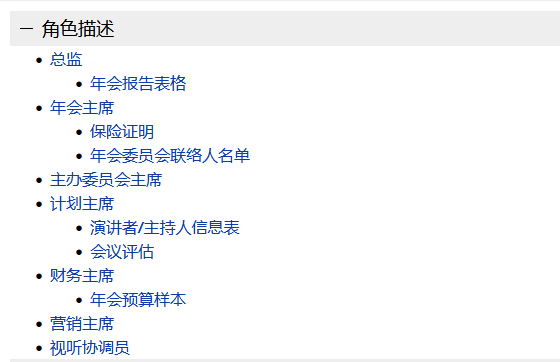 角色描述
总监
年会报告表格
年会主席
保险证明
年会委员会联络人名单
主办委员会主席
计划主席
演讲者/主持人信息表
会议评估
财务主席
年会预算样本
营销主席
视听协调员